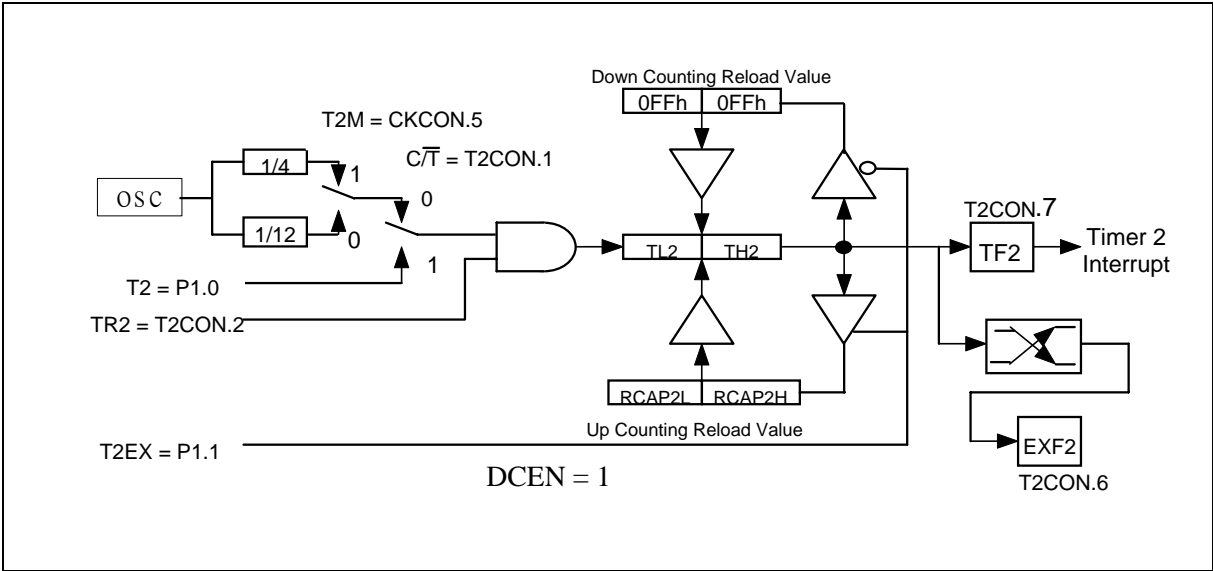 Down Counting Reload Value
0FFh 0FFh
T2M = CKCON.5
C/T̅ = T2CON.1
1/4
1
OSC
0
1/12
0
1
T2CON.7
TL2 TH2
TF2
Timer 2
Interrupt
T2 = P1.0
TR2 = T2CON.2
RCAP2L RCAP2H
Up Counting Reload Value
T2EX = P1.1
EXF2
DCEN = 1
T2CON.6